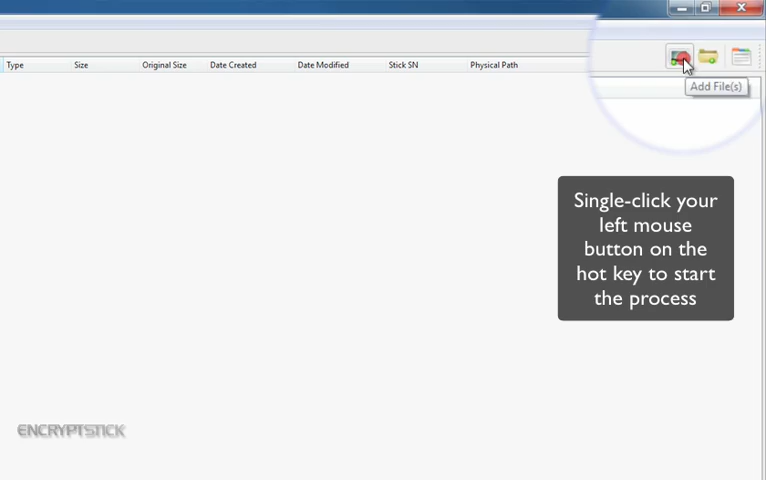 Type Size Original Size Date Created Date Modified Stick SN Physical Path
Add File(s)
Single-click your
left mouse
button on the
hot key to start
the process
ENCRYPTSTICK